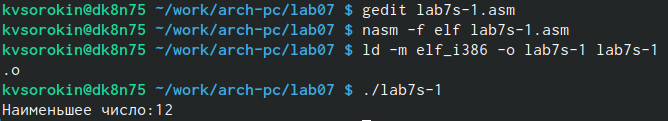 kvsorokin@dk8n75 ~/work/arch-pc/lab07 $ gedit lab7s-1.asm
kvsorokin@dk8n75 ~/work/arch-pc/lab07 $ nasm -f elf lab7s-1.asm
kvsorokin@dk8n75 ~/work/arch-pc/lab07 $ ld -m elf_i386 -o lab7s-1 lab7s-1
.o
kvsorokin@dk8n75 ~/work/arch-pc/lab07 $ ./lab7s-1
Наименьшее число:12